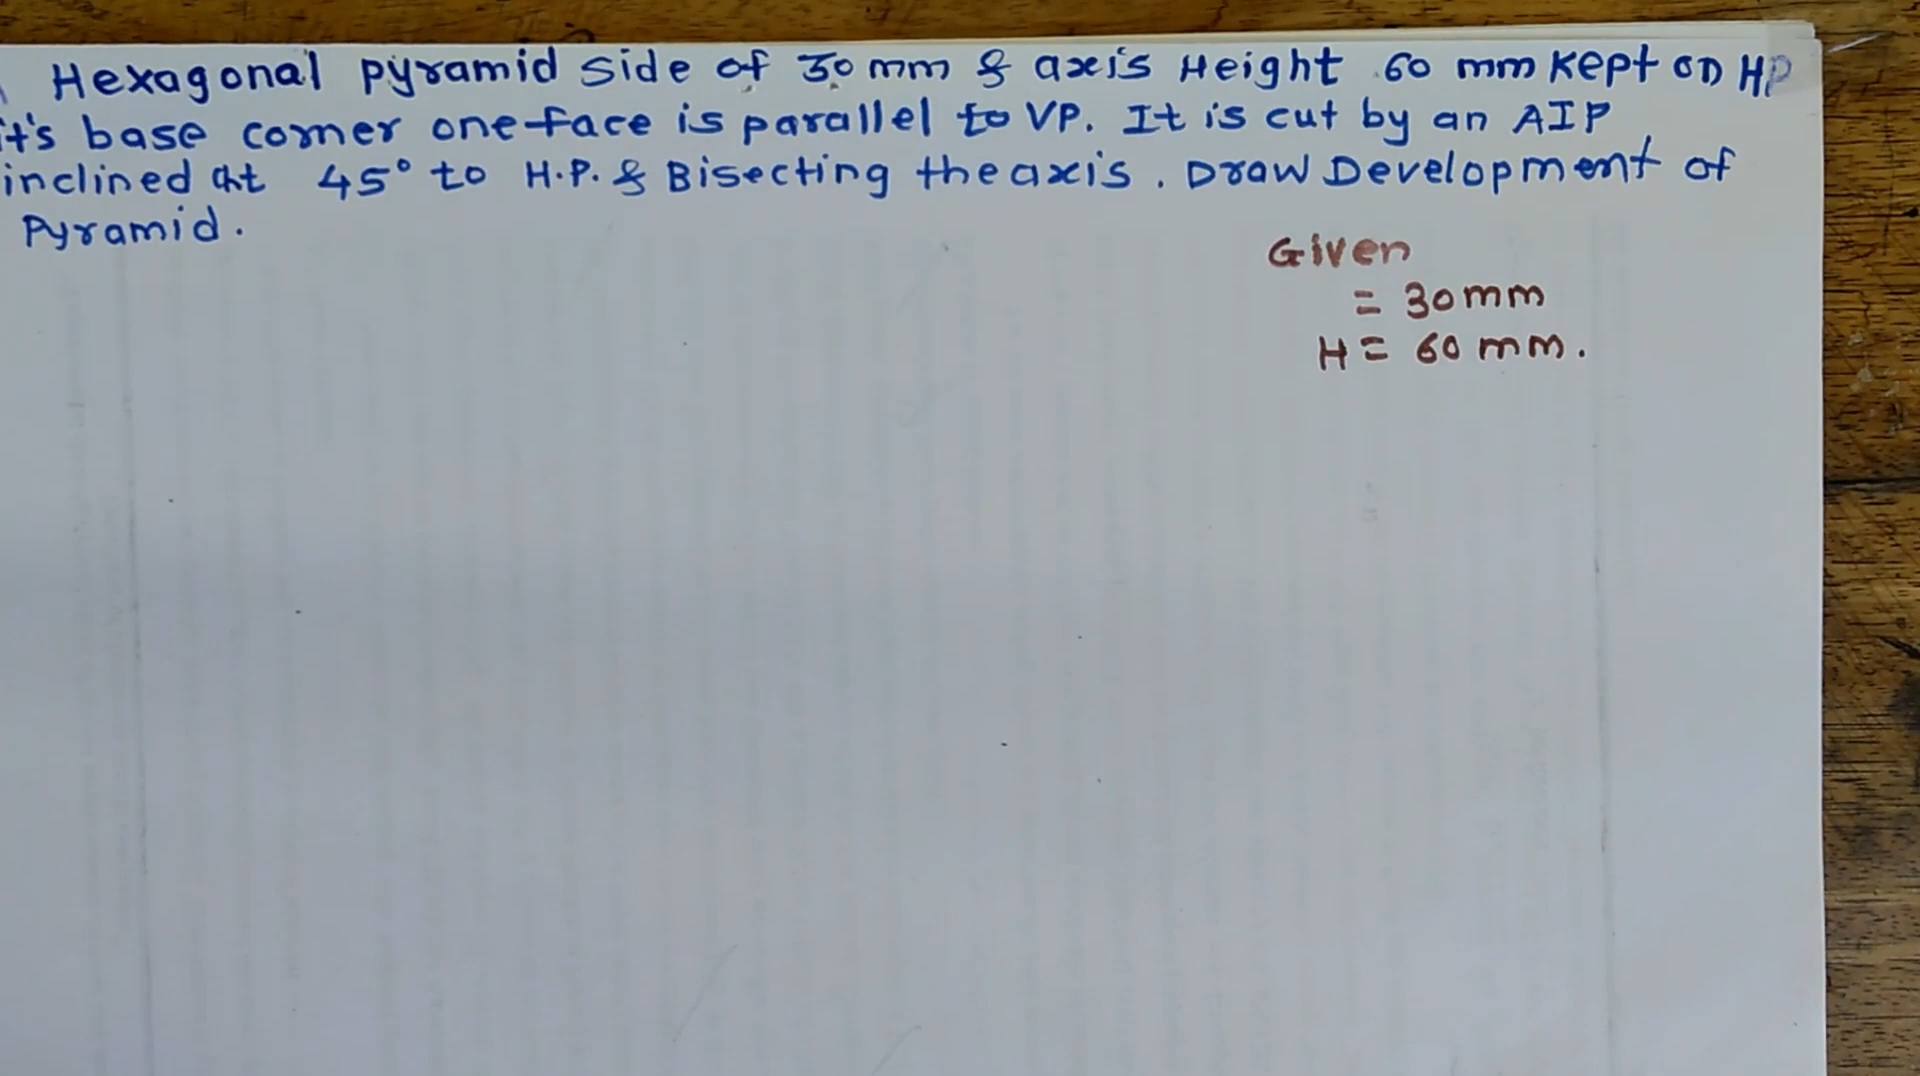 Hexagonal pyramid side of 30 mm & axis Height 60 mm kept on HP
it's base corner one face is parallel to VP. It is cut by an AIP
inclined at 45° to H.P. & Bisecting the axis. Draw Development of
Pyramid.
Given
= 30mm
H = 60 mm.